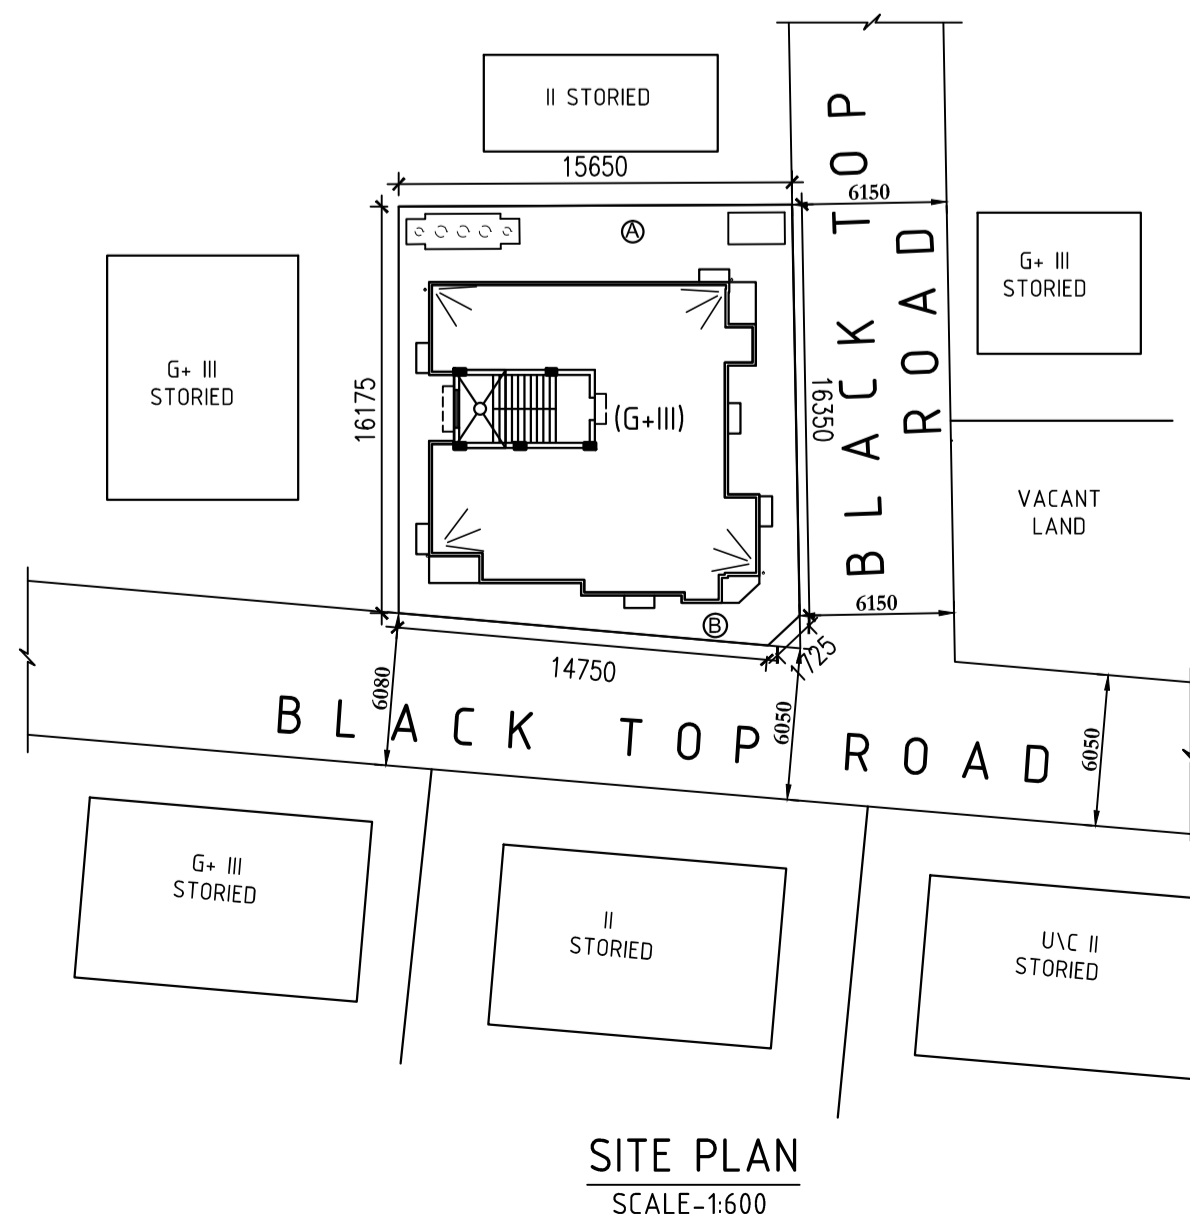 II STORIED
15650
6150
A
G+ III
STORIED
G+ III
STORIED
16175
(G+III)
16350
BLACK TOP
ROAD
VACANT
LAND
6150
B
1725
14750
6080
6050
6050
BLACK TOP ROAD
G+ III
STORIED
II
STORIED
U\C II
STORIED
SITE PLAN
SCALE-1:600